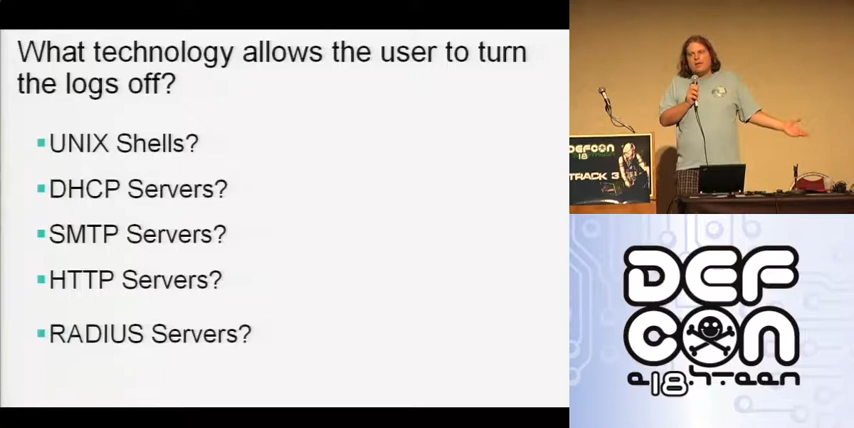 What technology allows the user to turn
the logs off?
UNIX Shells?
DHCP Servers?
SMTP Servers?
HTTP Servers?
RADIUS Servers?
DEFCON
18
TRACK 3
DEF
CON
e18hteen